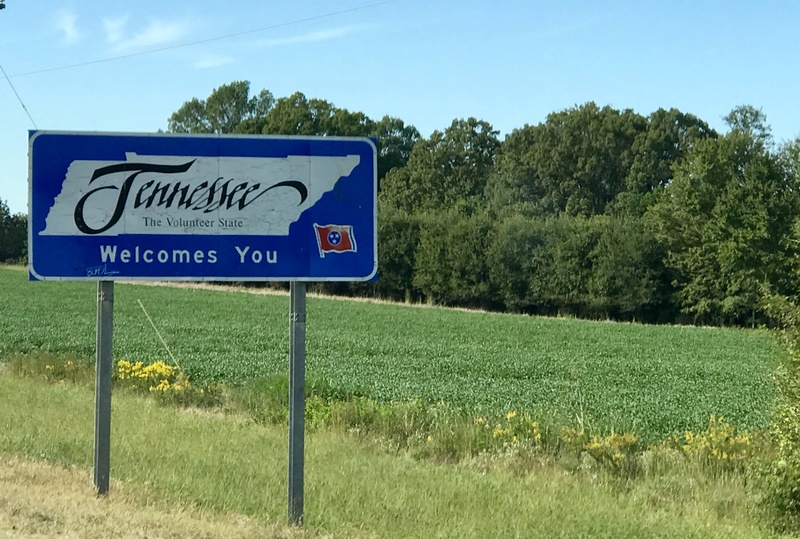 Tennessee
The Volunteer State
Welcomes You